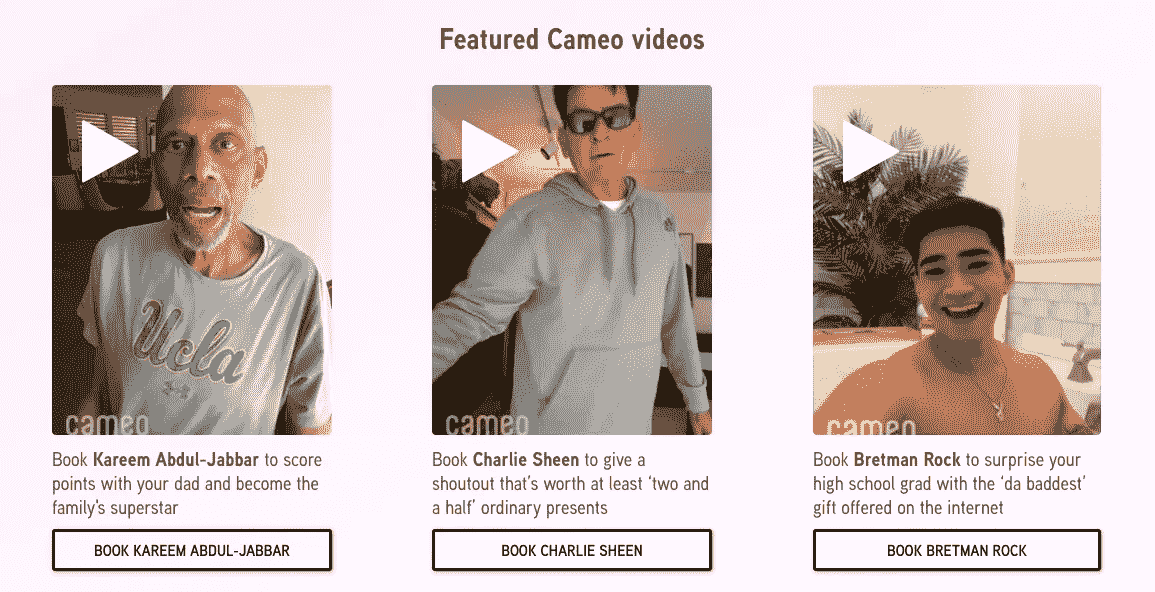 Featured Cameo videos
Ucla
cameo
Book Kareem Abdul-Jabbar to score
points with your dad and become the
family's superstar
BOOK KAREEM ABDUL-JABBAR
cameo
Book Charlie Sheen to give a
shoutout that's worth at least 'two and
a half' ordinary presents
BOOK CHARLIE SHEEN
cameo
Book Bretman Rock to surprise your
high school grad with the 'da baddest'
gift offered on the internet
BOOK BRETMAN ROCK